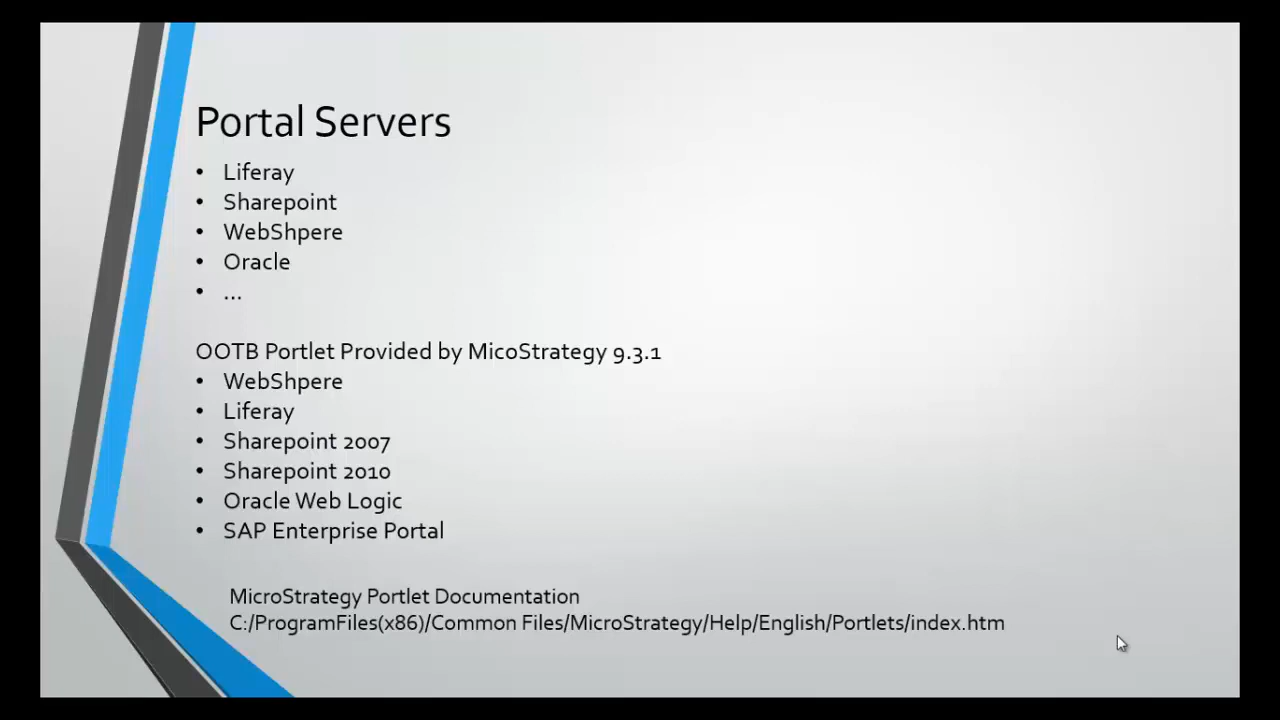 Portal Servers
• Liferay
• Sharepoint
• WebShpere
• Oracle
• ...
OOTB Portlet Provided by MicoStrategy 9.3.1
• WebShpere
• Liferay
• Sharepoint 2007
• Sharepoint 2010
• Oracle Web Logic
• SAP Enterprise Portal
MicroStrategy Portlet Documentation
C:/ProgramFiles(x86)/Common Files/MicroStrategy/Help/English/Portlets/index.htm